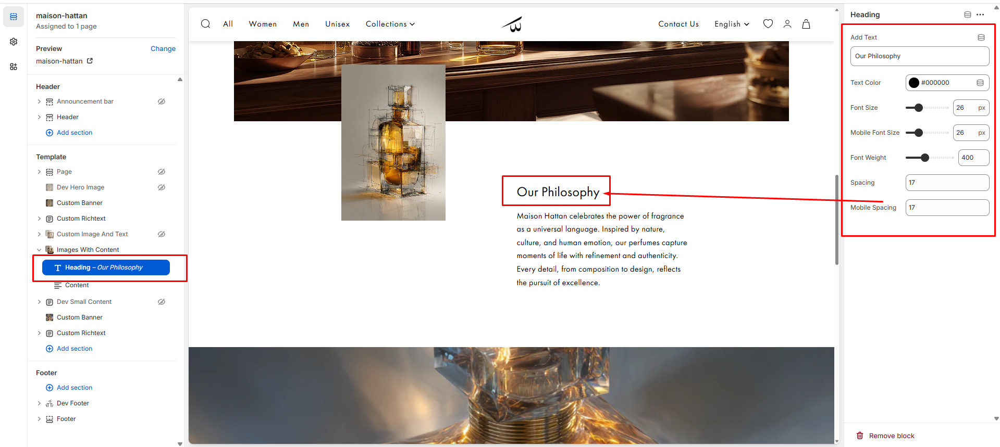 maison-hattan
Assigned to 1 page
Preview
Change
maison-hattan
Header
Announcement bar
Header
Add section
Template
Page
Dev Hero Image
Custom Banner
Custom Richtext
Custom Image And Text
Images With Content
Heading – Our Philosophy
Content
Dev Small Content
Custom Banner
Custom Richtext
Add section
Footer
Add section
Dev Footer
Footer
All
Women
Men
Unisex
Collections
Contact Us
English
Our Philosophy
Maison Hattan celebrates the power of fragrance
as a universal language. Inspired by nature,
culture, and human emotion, our perfumes capture
moments of life with refinement and authenticity.
Every detail, from composition to design, reflects
the pursuit of excellence.
Heading
Add Text
Our Philosophy
Text Color
#000000
Font Size
26 px
Mobile Font Size
26 px
Font Weight
400
Spacing
17
Mobile Spacing
17
Remove block